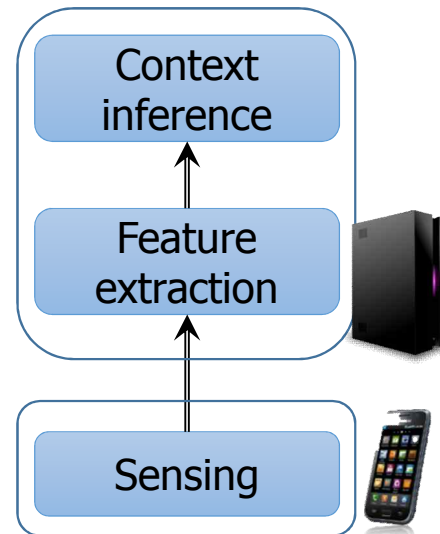 Context
inference
Feature
extraction
Sensing